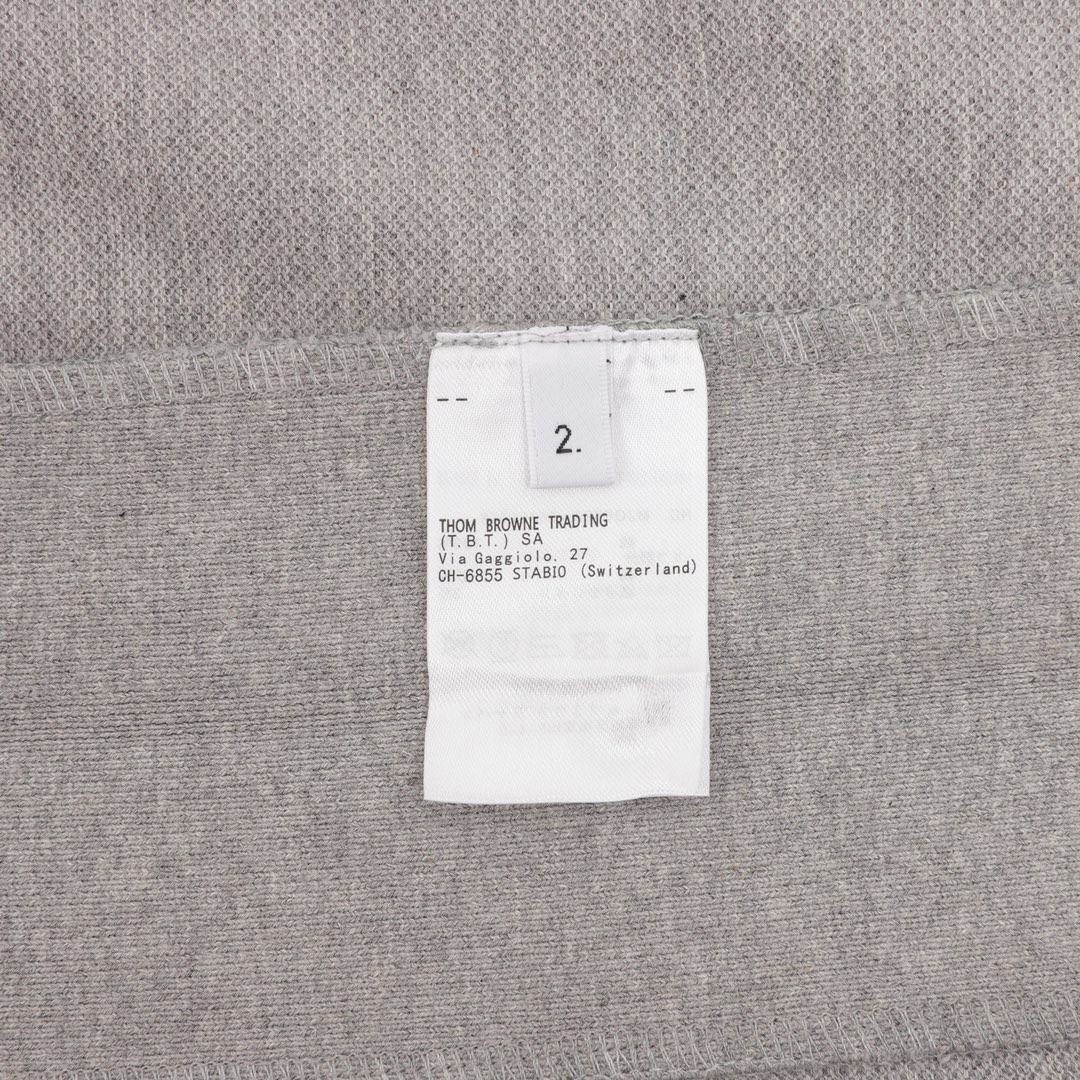 -- --
2.
THOM BROWNE TRADING
(T.B.T.) SA
Via Gaggiolo. 27
CH-6855 STABIO (Switzerland)